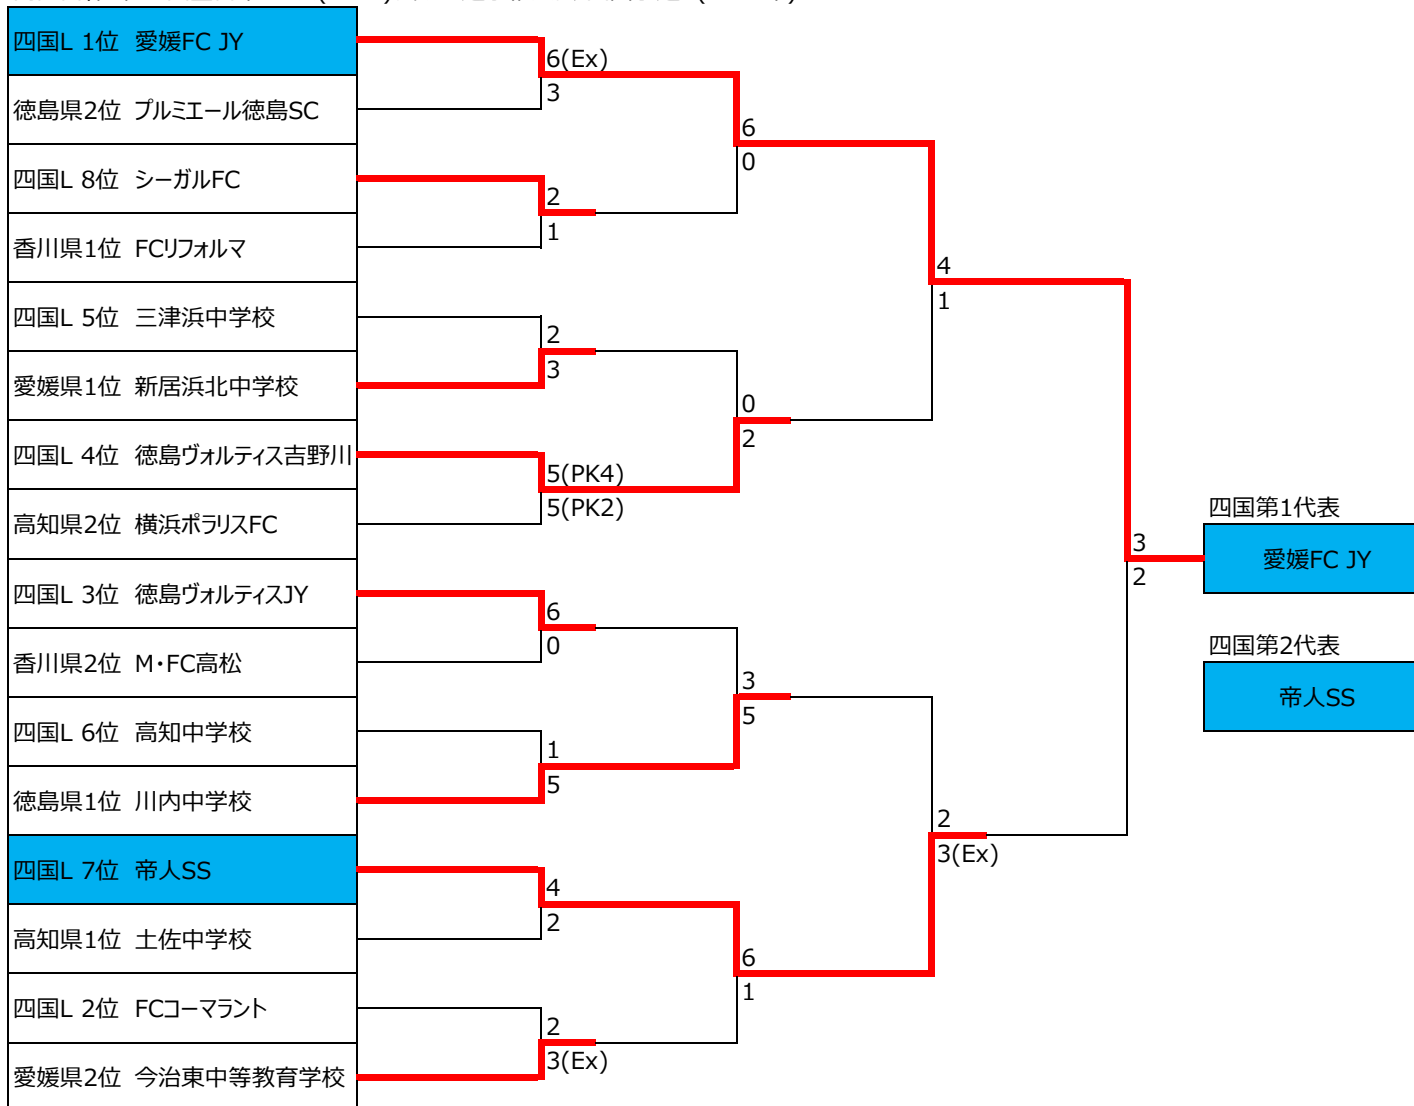 四国L 1位 愛媛FC JY
徳島県2位 プルミエール徳島SC
四国L 8位 シーガルFC
香川県1位 FCリフォルマ
四国L 5位 三津浜中学校
愛媛県1位 新居浜北中学校
四国L 4位 徳島ヴォルティス吉野川
高知県2位 横浜ポラリスFC
四国L 3位 徳島ヴォルティスJY
香川県2位 M・FC高松
四国L 6位 高知中学校
徳島県1位 川内中学校
四国L 7位 帝人SS
高知県1位 土佐中学校
四国L 2位 FCコーマラント
愛媛県2位 今治東中等教育学校
6(Ex)
3
2
1
2
3
5(PK4)
5(PK2)
6
0
1
5
4
2
2
3(Ex)
6
0
0
2
3
5
6
1
4
1
2
3(Ex)
3
2
四国第1代表
愛媛FC JY
四国第2代表
帝人SS